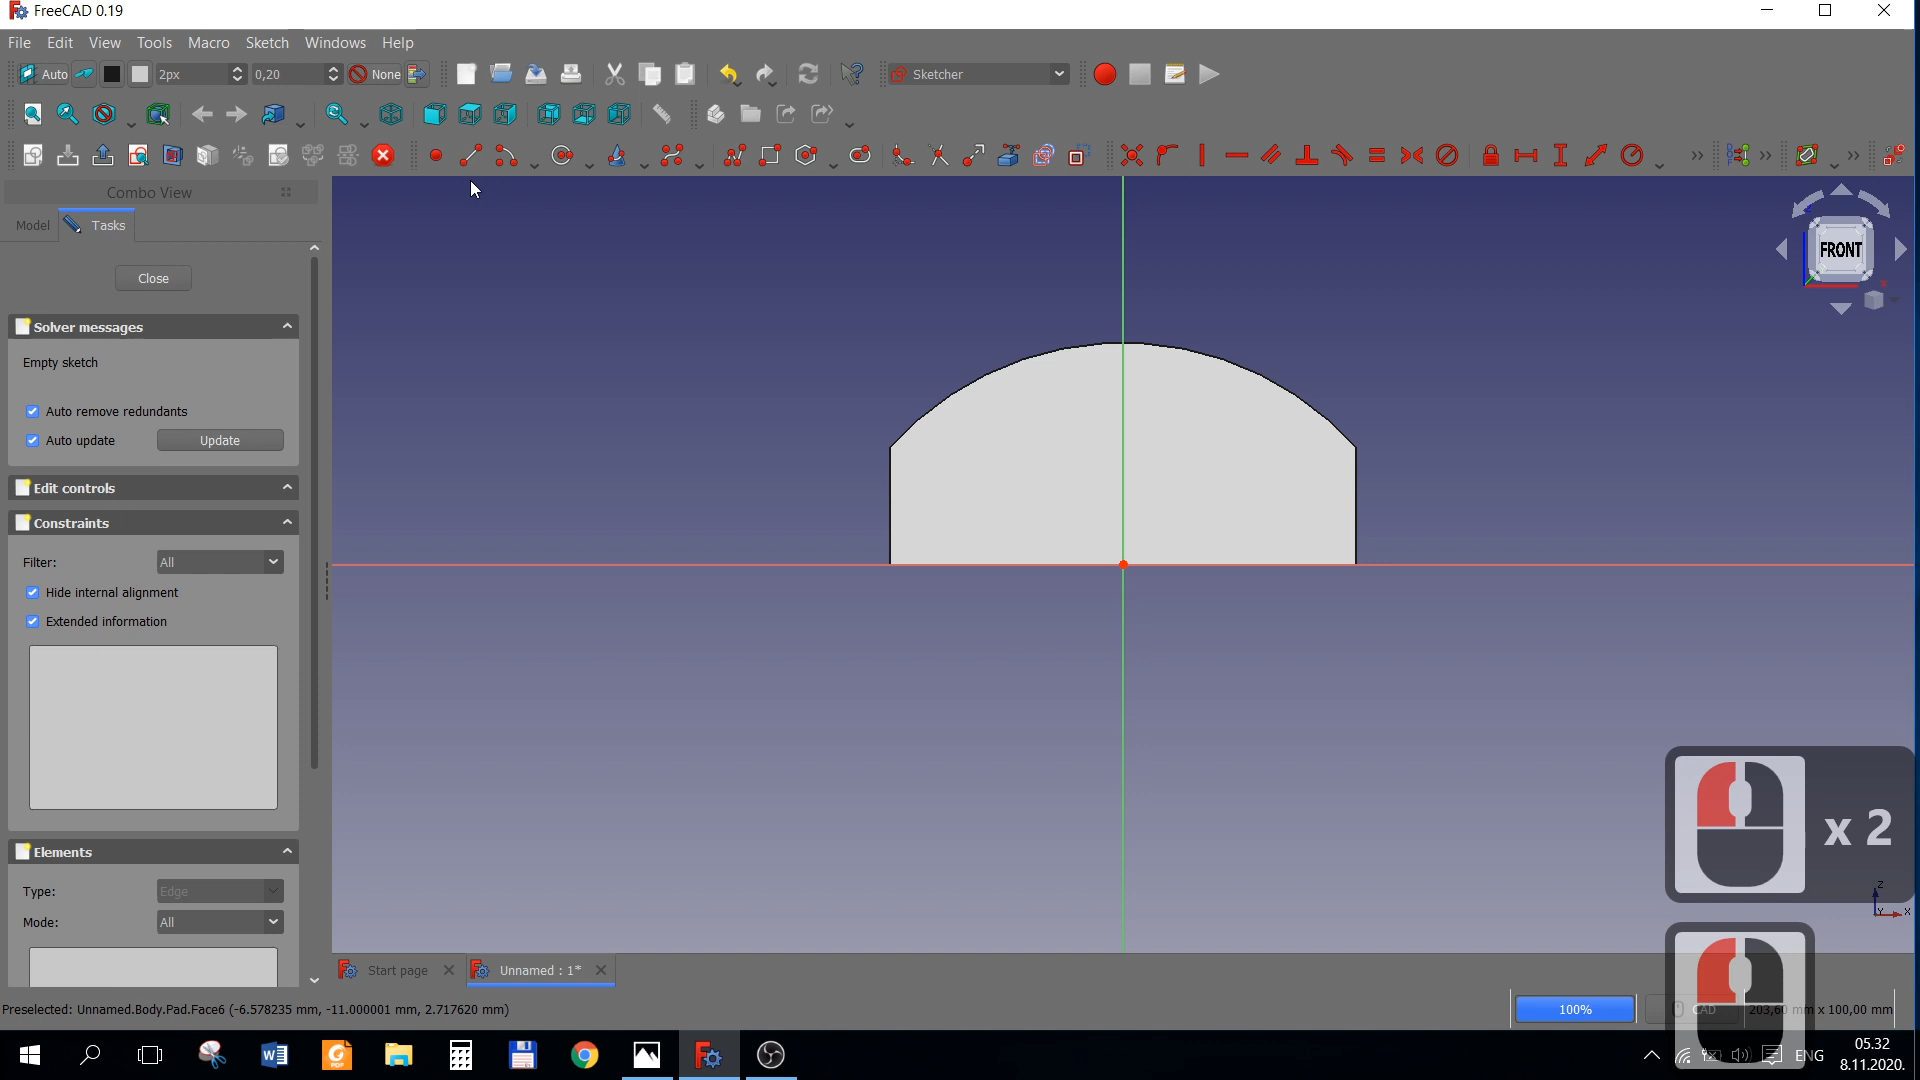 FreeCAD 0.19
File Edit View Tools Macro Sketch Windows Help
Auto 2px 0,20 None Sketcher
Combo View
Model Tasks
Close
Solver messages
Empty sketch
Auto remove redundants
Auto update Update
Edit controls
Constraints
Filter: All
Hide internal alignment
Extended information
Elements
Type: Edge
Mode: All
FRONT
x 2
Z
Y X
Start page Unnamed : 1*
Preselected: Unnamed.Body.Pad.Face6 (-6.578235 mm, -11.000001 mm, 2.717620 mm)
100% CAD 203,60 mm x 100,00 mm
ENG
05.32
8.11.2020.